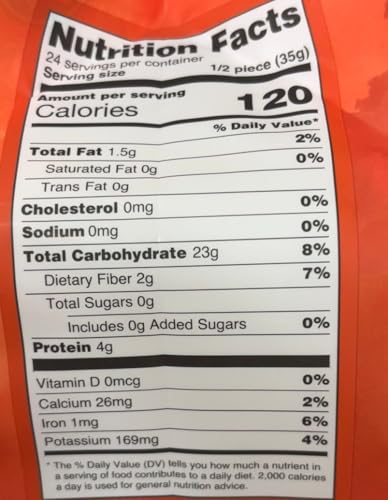 Nutrition Facts
24 servings per container
Serving size 1/2 piece (35g)
Amount per serving
Calories 120
% Daily Value*
Total Fat 1.5g 2%
Saturated Fat 0g 0%
Trans Fat 0g
Cholesterol 0mg 0%
Sodium 0mg 0%
Total Carbohydrate 23g 8%
Dietary Fiber 2g 7%
Total Sugars 0g
Includes 0g Added Sugars 0%
Protein 4g
Vitamin D 0mcg 0%
Calcium 26mg 2%
Iron 1mg 6%
Potassium 169mg 4%
* The % Daily Value (DV) tells you how much a nutrient in
a serving of food contributes to a daily diet. 2,000 calories
a day is used for general nutrition advice.